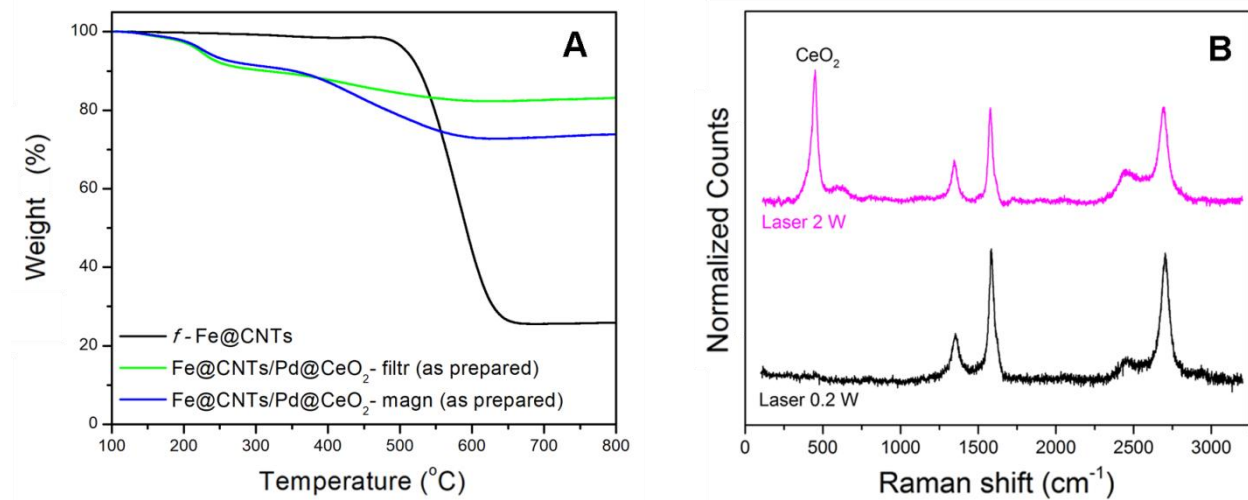 A
Weight (%)
100
80
60
40
20
0
f - Fe@CNTs
Fe@CNTs/Pd@CeO₂- filtr (as prepared)
Fe@CNTs/Pd@CeO₂- magn (as prepared)
100 200 300 400 500 600 700 800
Temperature (°C)
B
CeO₂
Normalized Counts
Laser 2 W
Laser 0.2 W
0 500 1000 1500 2000 2500 3000
Raman shift (cm⁻¹)